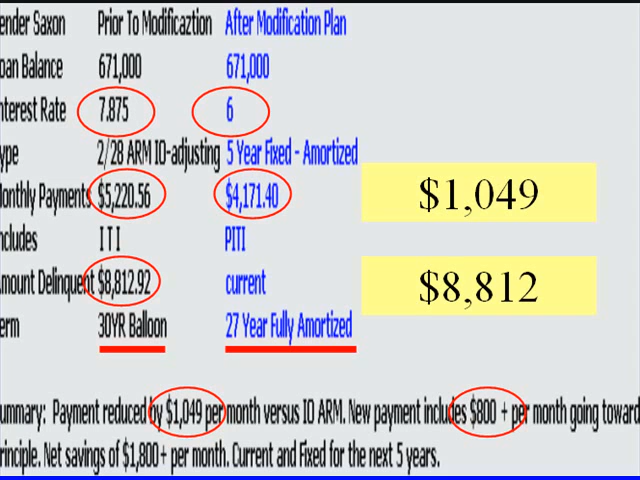 ender Saxon Prior To Modificaztion After Modification Plan
oan Balance 671,000 671,000
nterest Rate 7.875 6
ype 2/28 ARM IO-adjusting 5 Year Fixed - Amortized
onthly Payments $5,220.56 $4,171.40 $1,049
ncludes I T I PITI
mount Delinquent $8,812.92 current $8,812
erm 30YR Balloon 27 Year Fully Amortized
ummary: Payment reduced by $1,049 per month versus IO ARM. New payment includes $800 + per month going toward
rinciple. Net savings of $1,800+ per month. Current and Fixed for the next 5 years.